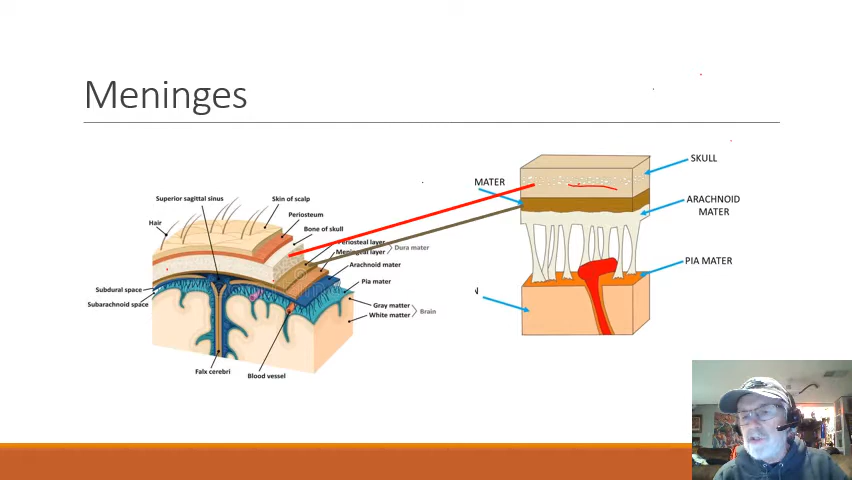 Meninges
Superior sagittal sinus
Skin of scalp
Hair
Periosteum
Bone of skull
Periosteal layer
Meningeal layer
Dura mater
Arachnoid mater
Pia mater
Subdural space
Subarachnoid space
Gray matter
White matter
Brain
Falx cerebri
Blood vessel
MATER
SKULL
ARACHNOID
MATER
PIA MATER
N